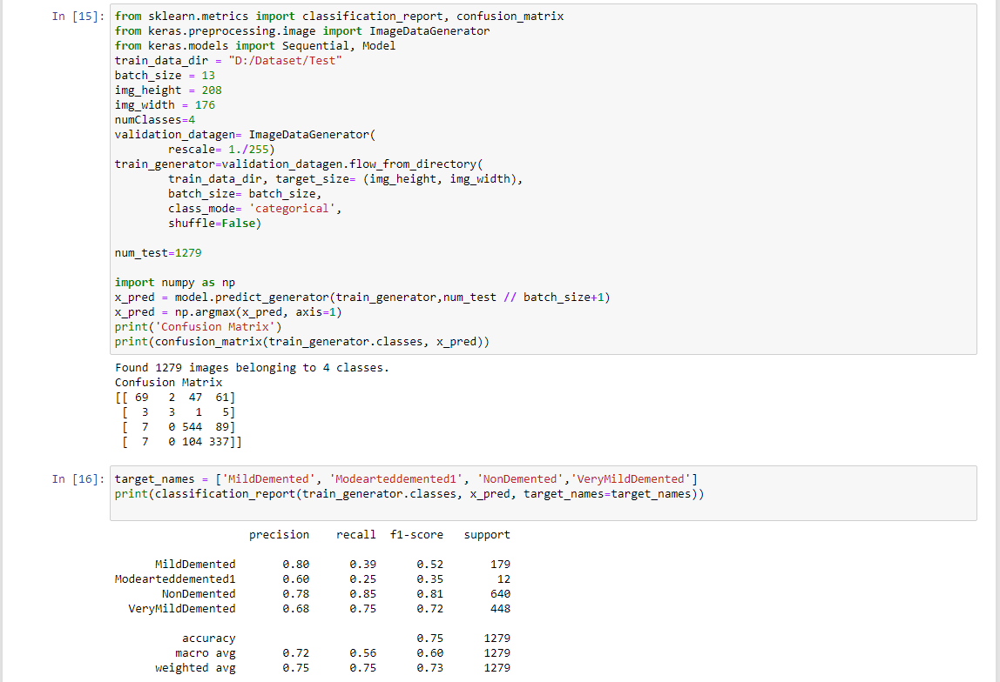 In [15]: from sklearn.metrics import classification_report, confusion_matrix
from keras.preprocessing.image import ImageDataGenerator
from keras.models import Sequential, Model
train_data_dir = "D:/Dataset/Test"
batch_size = 13
img_height = 208
img_width = 176
numClasses=4
validation_datagen= ImageDataGenerator(
        rescale= 1./255)
train_generator=validation_datagen.flow_from_directory(
        train_data_dir, target_size= (img_height, img_width),
        batch_size= batch_size,
        class_mode= 'categorical',
        shuffle=False)
num_test=1279
import numpy as np
x_pred = model.predict_generator(train_generator,num_test // batch_size+1)
x_pred = np.argmax(x_pred, axis=1)
print('Confusion Matrix')
print(confusion_matrix(train_generator.classes, x_pred))
Found 1279 images belonging to 4 classes.
Confusion Matrix
[[ 69   2  47  61]
 [  3   3   1   5]
 [  7   0 544  89]
 [  7   0 104 337]]
In [16]: target_names = ['MildDemented', 'Modearteddemented1', 'NonDemented','VeryMildDemented']
print(classification_report(train_generator.classes, x_pred, target_names=target_names))
precision    recall  f1-score   support
MildDemented       0.80      0.39      0.52       179
Modearteddemented1       0.60      0.25      0.35        12
NonDemented       0.78      0.85      0.81       640
VeryMildDemented       0.68      0.75      0.72       448
accuracy                           0.75      1279
macro avg       0.72      0.56      0.60      1279
weighted avg       0.75      0.75      0.73      1279